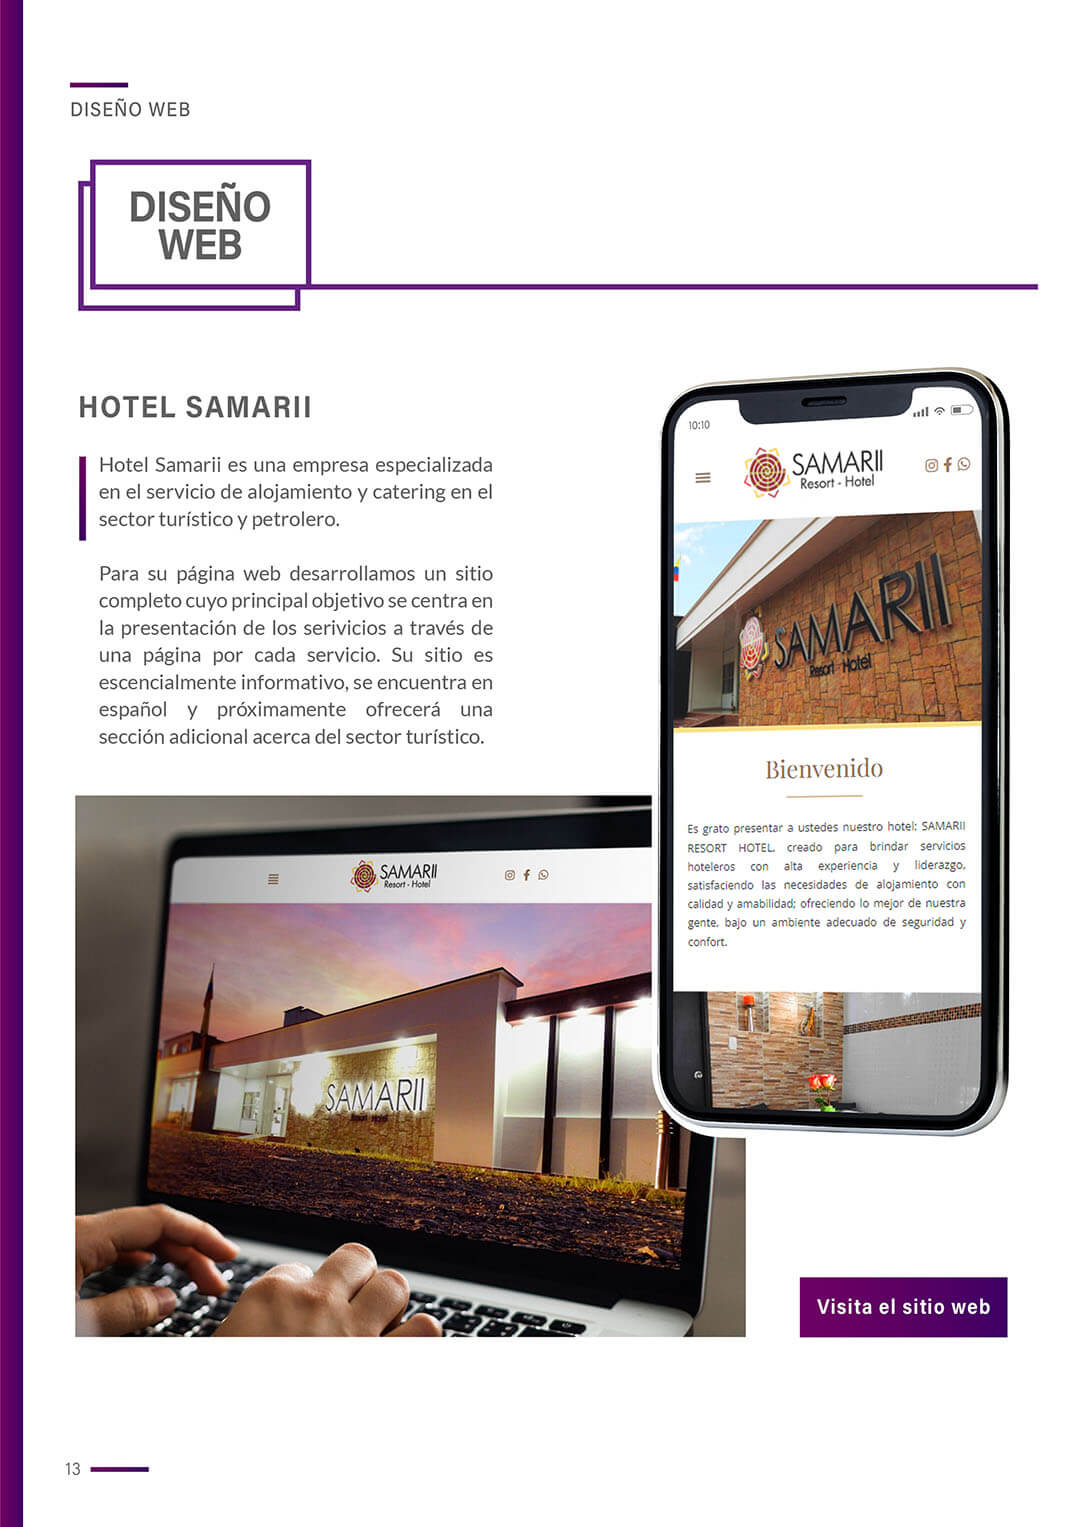 DISEÑO WEB
DISEÑO
WEB
HOTEL SAMARII
Hotel Samarii es una empresa especializada
en el servicio de alojamiento y catering en el
sector turístico y petrolero.
Para su página web desarrollamos un sitio
completo cuyo principal objetivo se centra en
la presentación de los serivicios a través de
una página por cada servicio. Su sitio es
escencialmente informativo, se encuentra en
español y próximamente ofrecerá una
sección adicional acerca del sector turístico.
10:10
SAMARII
Resort - Hotel
SAMARII
Resort - Hotel
Bienvenido
Es grato presentar a ustedes nuestro hotel: SAMARII
RESORT HOTEL, creado para brindar servicios
hoteleros con alta experiencia y liderazgo,
satisfaciendo las necesidades de alojamiento con
calidad y amabilidad; ofreciendo lo mejor de nuestra
gente, bajo un ambiente adecuado de seguridad y
confort.
SAMARII
Resort - Hotel
SAMARII
Resort Hotel
Visita el sitio web
13